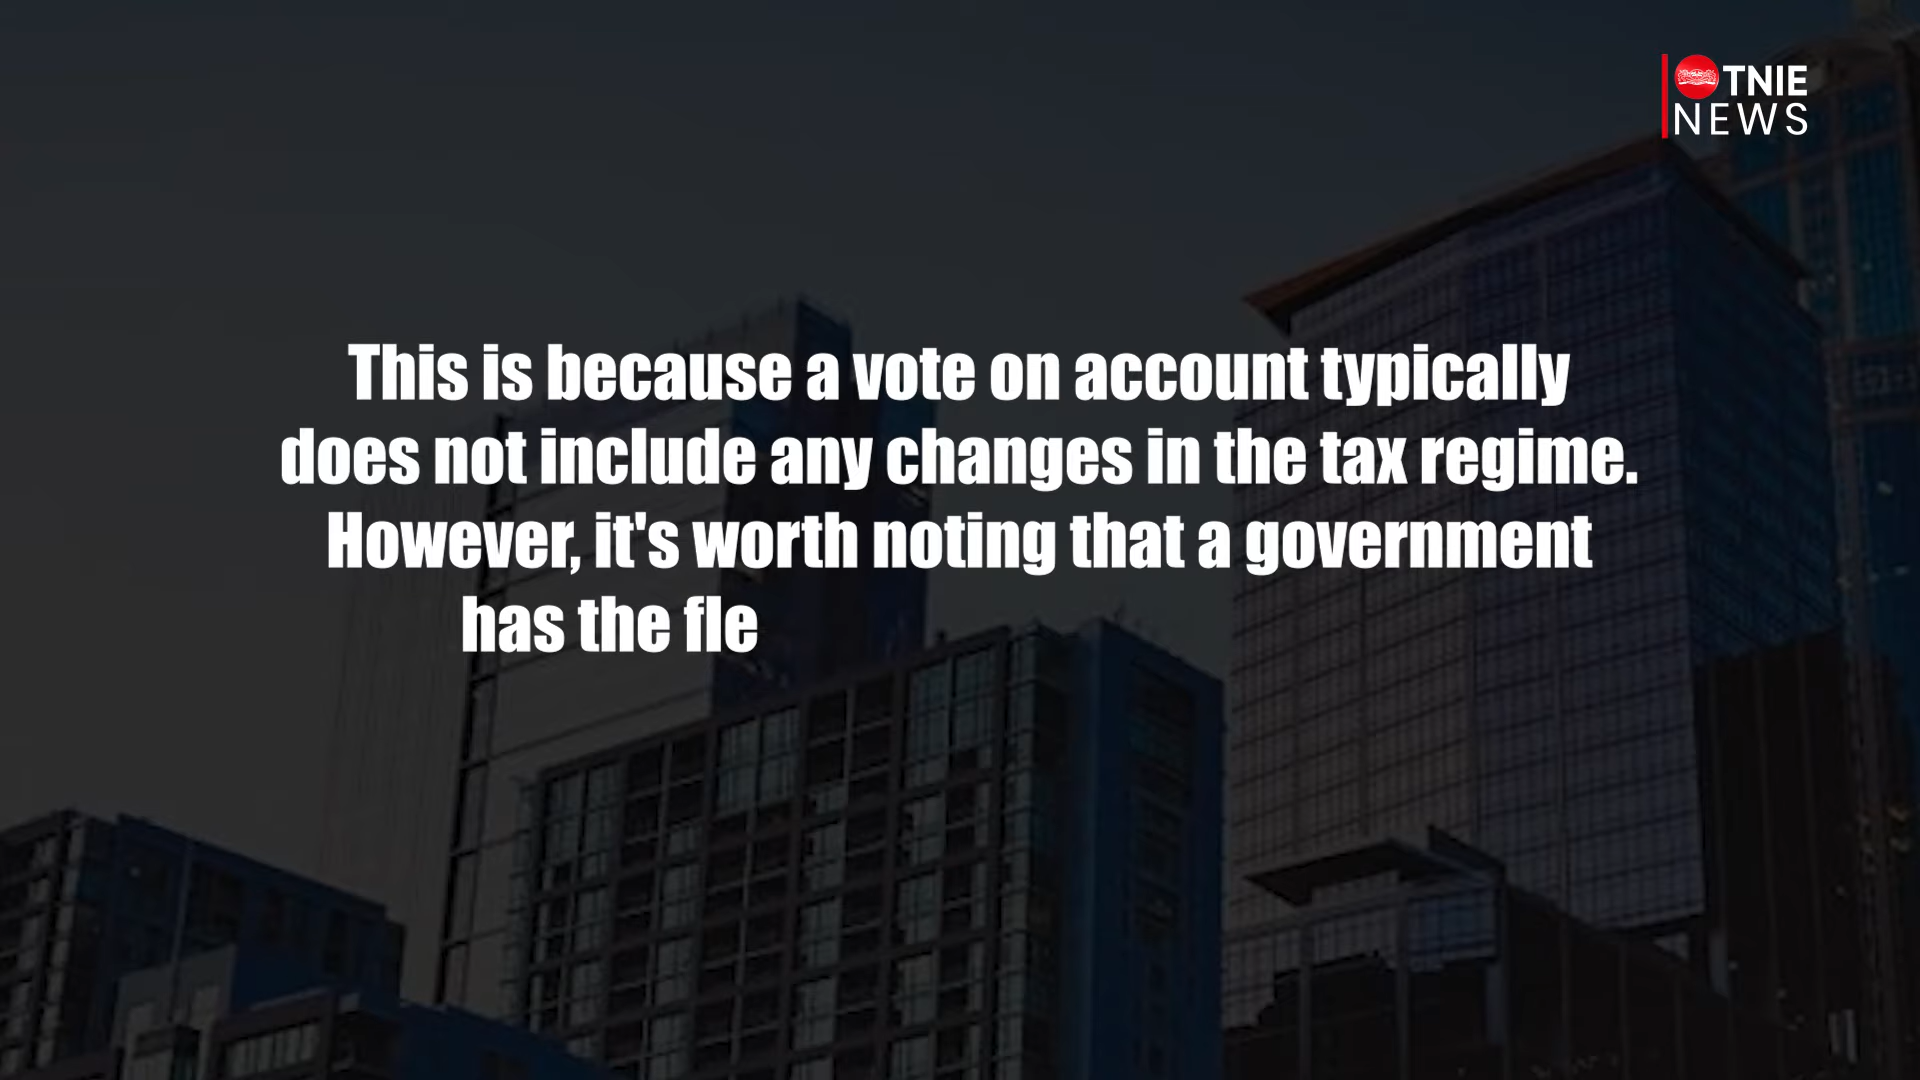 TNIE
NEWS
This is because a vote on account typically
does not include any changes in the tax regime.
However, it's worth noting that a government
has the fle